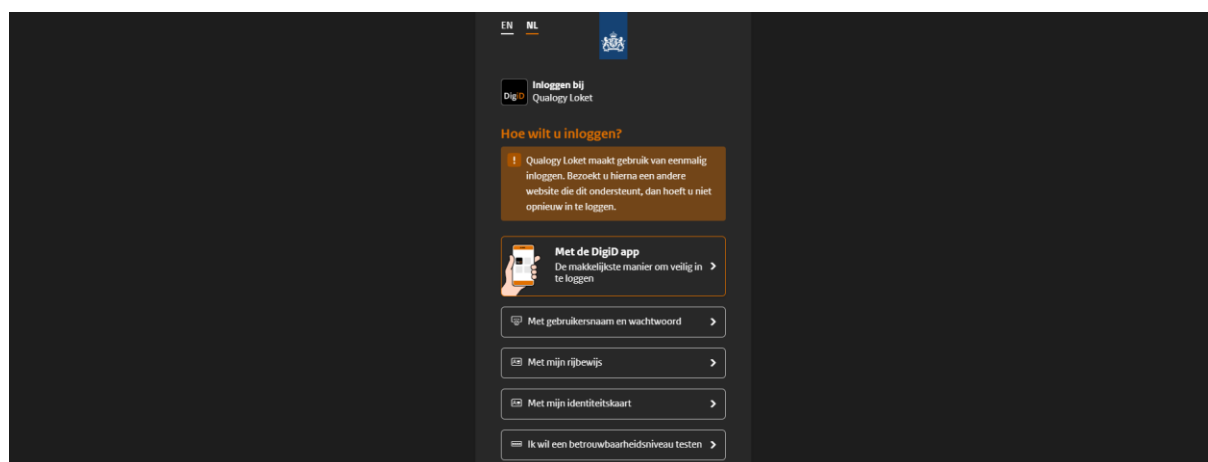 EN NL
DigiD
Inloggen bij
Qualogy Loket
Hoe wilt u inloggen?
! Qualogy Loket maakt gebruik van eenmalig
inloggen. Bezoekt u hierna een andere
website die dit ondersteunt, dan hoeft u niet
opnieuw in te loggen.
Met de DigiD app
De makkelijkste manier om veilig in
te loggen
Met gebruikersnaam en wachtwoord
Met mijn rijbewijs
Met mijn identiteitskaart
Ik wil een betrouwbaarheidsniveau testen